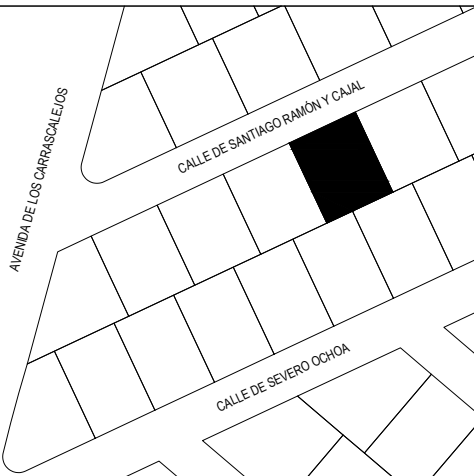 AVENIDA DE LOS CARRASCALEJOS
CALLE DE SANTIAGO RAMÓN Y CAJAL
CALLE DE SEVERO OCHOA